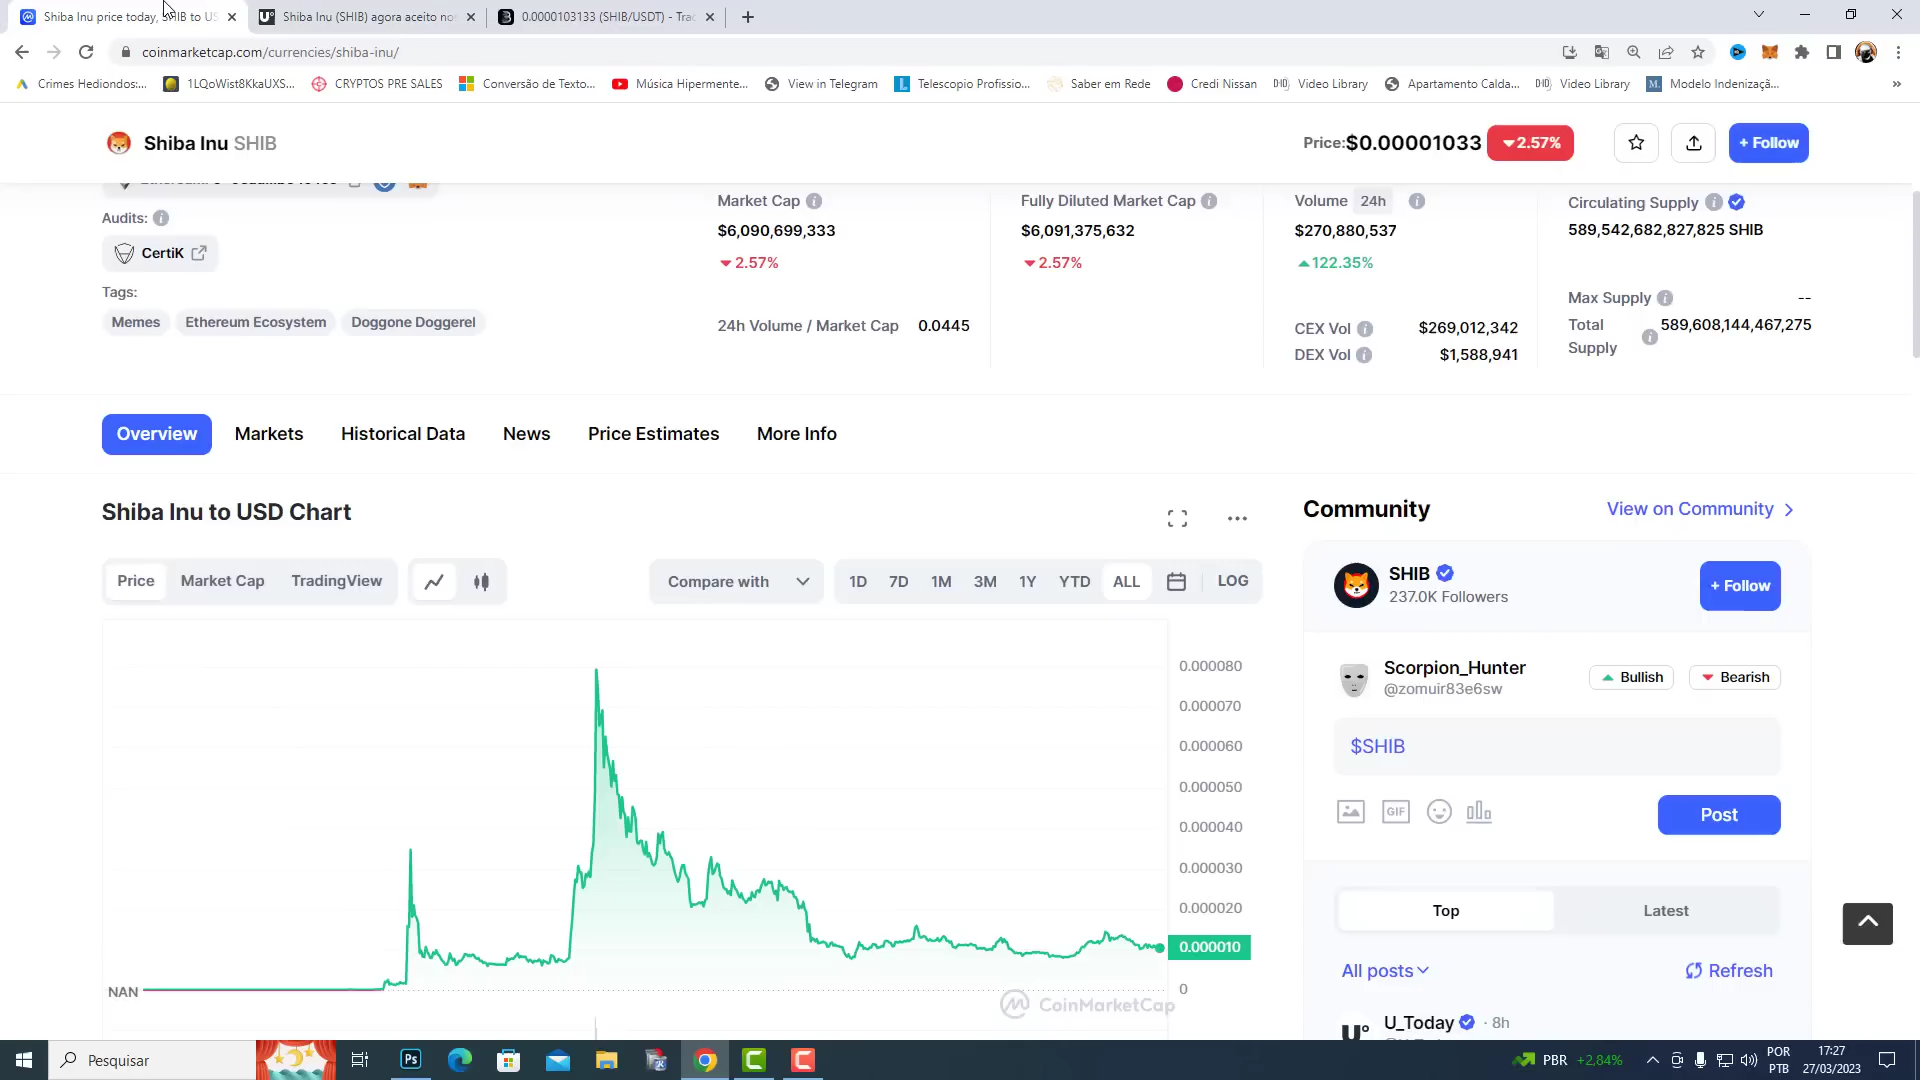 Shiba Inu price today, SHIB to US
Shiba Inu (SHIB) agora aceito no
0.0000103133 (SHIB/USDT) - Trac
coinmarketcap.com/currencies/shiba-inu/
Crimes Hediondos:...
1LQoWist8KkaUXS...
CRYPTOS PRE SALES
Conversão de Texto...
Música Hipermente...
View in Telegram
Telescopio Profissio...
Saber em Rede
Credi Nissan
Video Library
Apartamento Calda...
Video Library
Modelo Indenizaçã...
»
Shiba Inu SHIB
Price:$0.00001033
2.57%
+ Follow
Audits:
CertiK
Tags:
Memes
Ethereum Ecosystem
Doggone Doggerel
Market Cap
$6,090,699,333
2.57%
24h Volume / Market Cap 0.0445
Fully Diluted Market Cap
$6,091,375,632
2.57%
Volume 24h
$270,880,537
122.35%
CEX Vol $269,012,342
DEX Vol $1,588,941
Circulating Supply
589,542,682,827,825 SHIB
Max Supply --
Total Supply 589,608,144,467,275
Overview
Markets
Historical Data
News
Price Estimates
More Info
Shiba Inu to USD Chart
Price
Market Cap
TradingView
Compare with
1D 7D 1M 3M 1Y YTD ALL
LOG
0.000080
0.000070
0.000060
0.000050
0.000040
0.000030
0.000020
0.000010
0
NAN
CoinMarketCap
Community
View on Community
SHIB
237.0K Followers
+ Follow
Scorpion_Hunter
@zomuir83e6sw
Bullish
Bearish
$SHIB
GIF
Post
Top
Latest
All posts
Refresh
U_Today · 8h
Ps
Pesquisar
PBR +2,84%
POR
PTB
17:27
27/03/2023